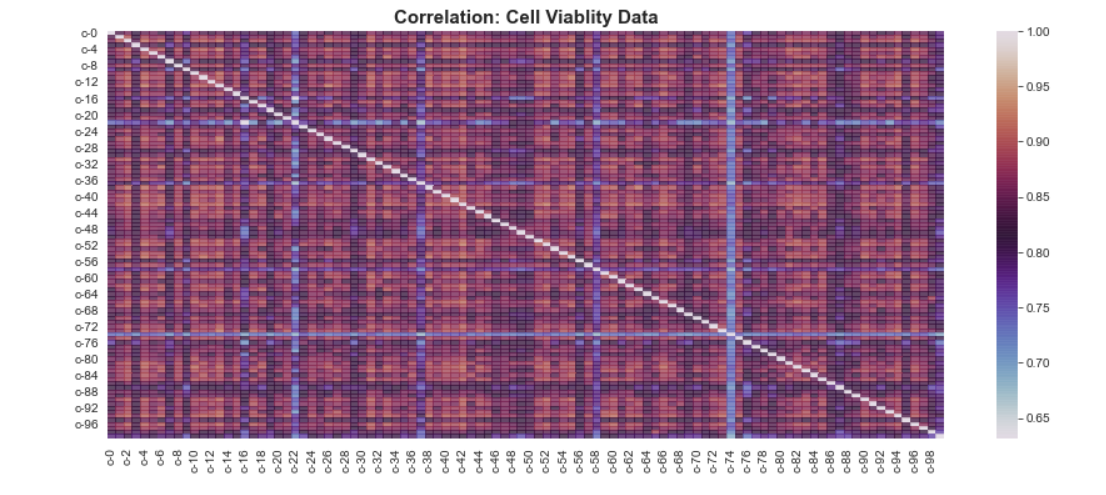 Correlation: Cell Viablity Data
c-0
c-4
c-8
c-12
c-16
c-20
c-24
c-28
c-32
c-36
c-40
c-44
c-48
c-52
c-56
c-60
c-64
c-68
c-72
c-76
c-80
c-84
c-88
c-92
c-96
c-0
c-2
c-4
c-6
c-8
c-10
c-12
c-14
c-16
c-18
c-20
c-22
c-24
c-26
c-28
c-30
c-32
c-34
c-36
c-38
c-40
c-42
c-44
c-46
c-48
c-50
c-52
c-54
c-56
c-58
c-60
c-62
c-64
c-66
c-68
c-70
c-72
c-74
c-76
c-78
c-80
c-82
c-84
c-86
c-88
c-90
c-92
c-94
c-96
c-98
1.00
0.95
0.90
0.85
0.80
0.75
0.70
0.65